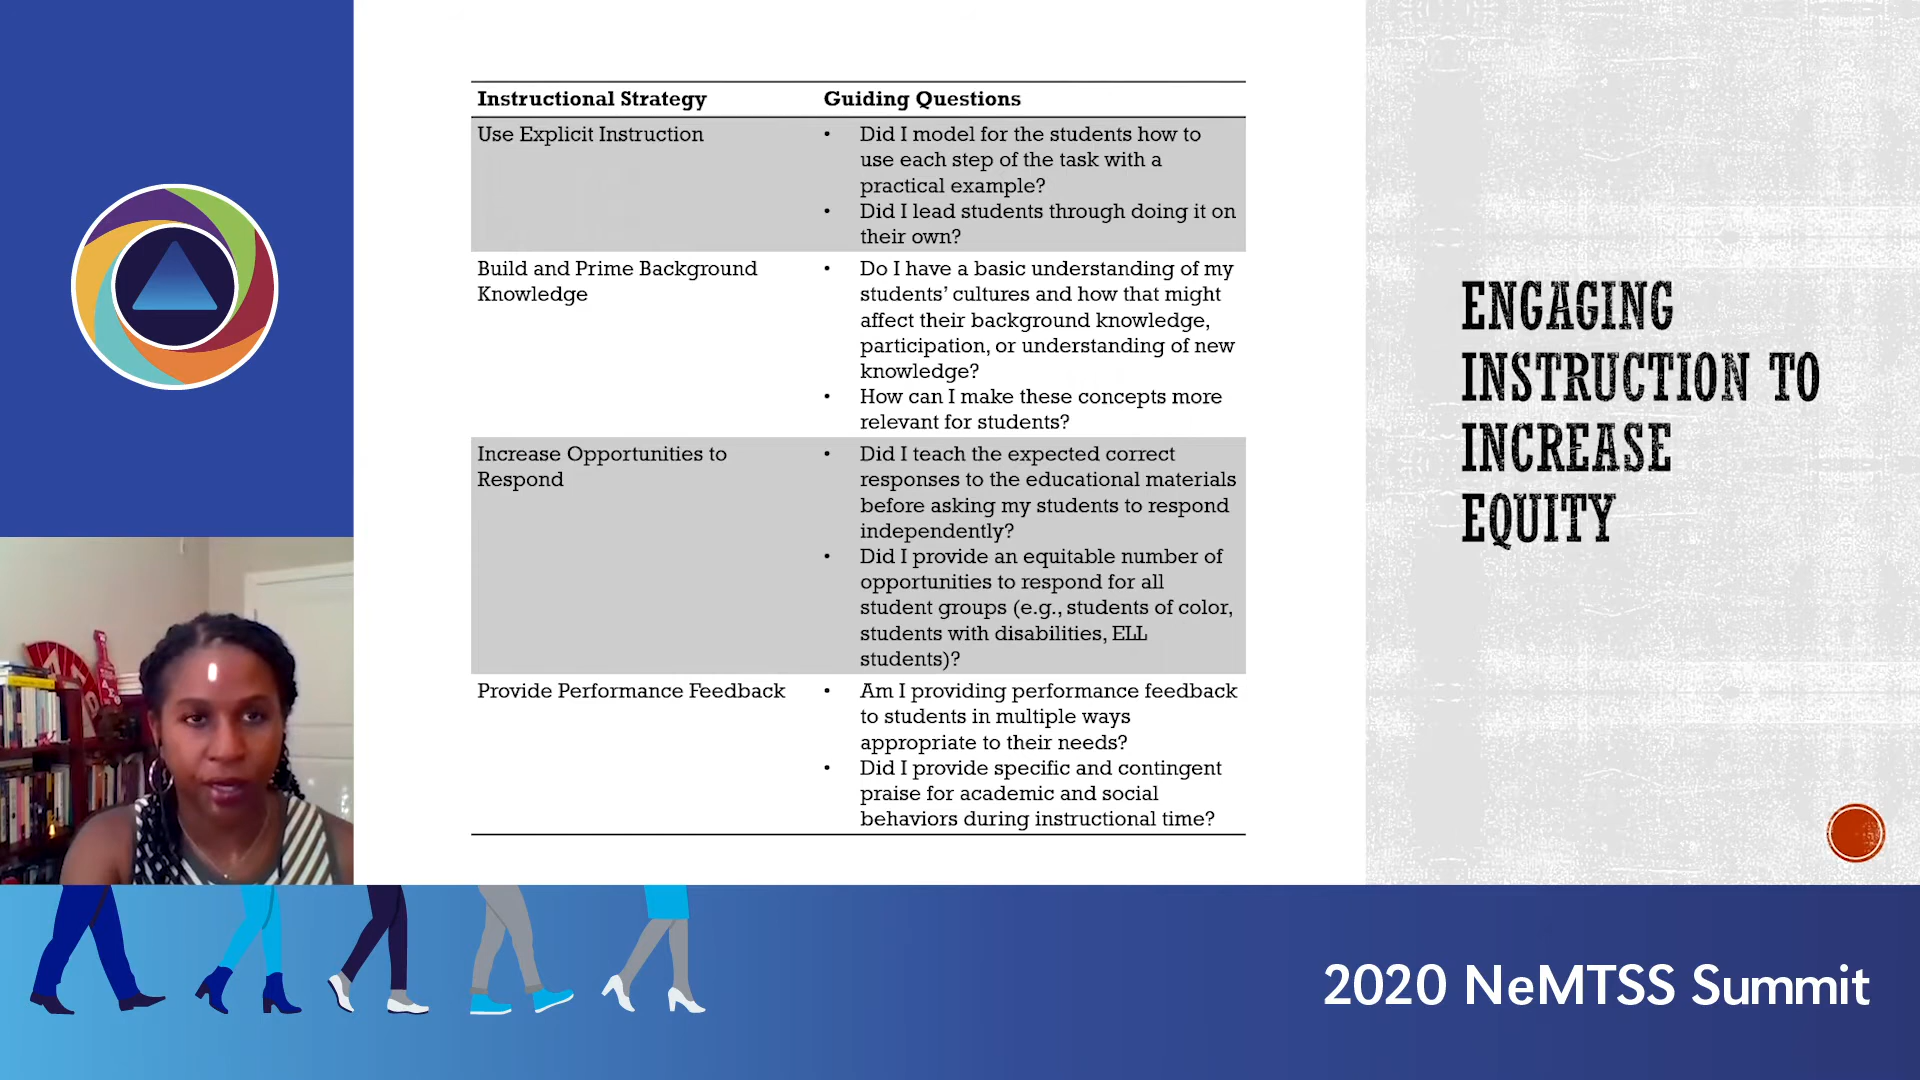 Instructional Strategy
Guiding Questions
Use Explicit Instruction
• Did I model for the students how to
use each step of the task with a
practical example?
• Did I lead students through doing it on
their own?
Build and Prime Background
Knowledge
• Do I have a basic understanding of my
students’ cultures and how that might
affect their background knowledge,
participation, or understanding of new
knowledge?
• How can I make these concepts more
relevant for students?
Increase Opportunities to
Respond
• Did I teach the expected correct
responses to the educational materials
before asking my students to respond
independently?
• Did I provide an equitable number of
opportunities to respond for all
student groups (e.g., students of color,
students with disabilities, ELL
students)?
Provide Performance Feedback
• Am I providing performance feedback
to students in multiple ways
appropriate to their needs?
• Did I provide specific and contingent
praise for academic and social
behaviors during instructional time?
ENGAGING
INSTRUCTION TO
INCREASE
EQUITY
2020 NeMTSS Summit